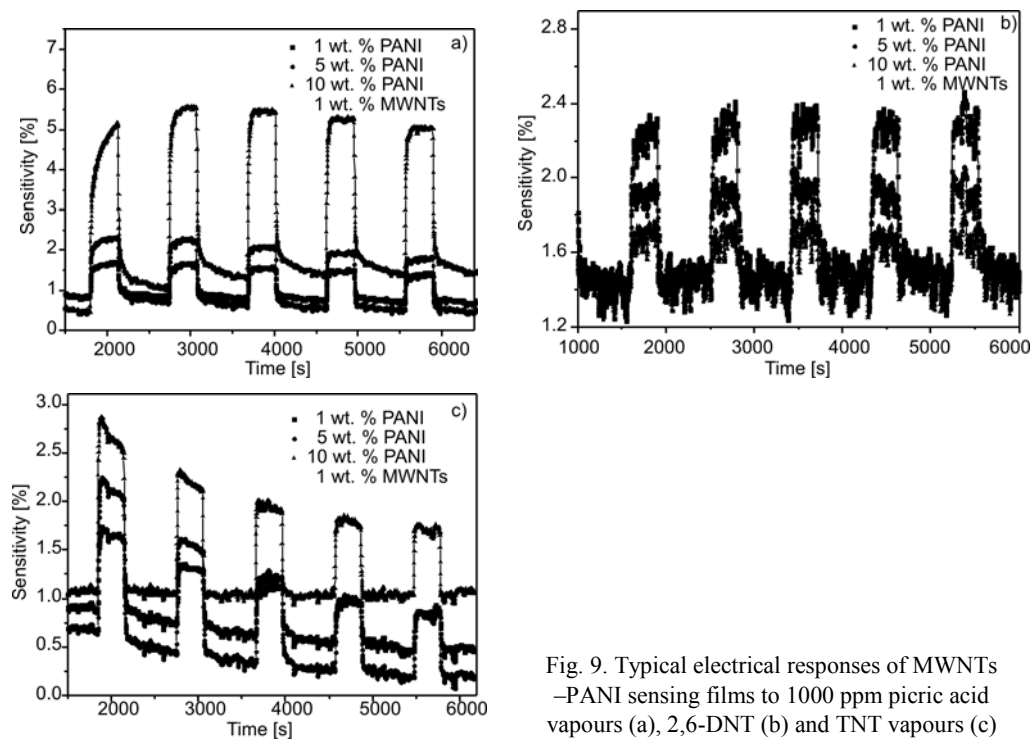 a)
1 wt. % PANI
5 wt. % PANI
10 wt. % PANI
1 wt. % MWNTs
Sensitivity [%]
7
6
5
4
3
2
1
0
2000 3000 4000 5000 6000
Time [s]
b)
1 wt. % PANI
5 wt. % PANI
10 wt. % PANI
1 wt. % MWNTs
Sensitivity [%]
2.8
2.4
2.0
1.6
1.2
1000 2000 3000 4000 5000 6000
Time [s]
c)
1 wt. % PANI
5 wt. % PANI
10 wt. % PANI
1 wt. % MWNTs
Sensitivity [%]
3.0
2.5
2.0
1.5
1.0
0.5
0.0
2000 3000 4000 5000 6000
Time [s]
Fig. 9. Typical electrical responses of MWNTs
–PANI sensing films to 1000 ppm picric acid
vapours (a), 2,6-DNT (b) and TNT vapours (c)